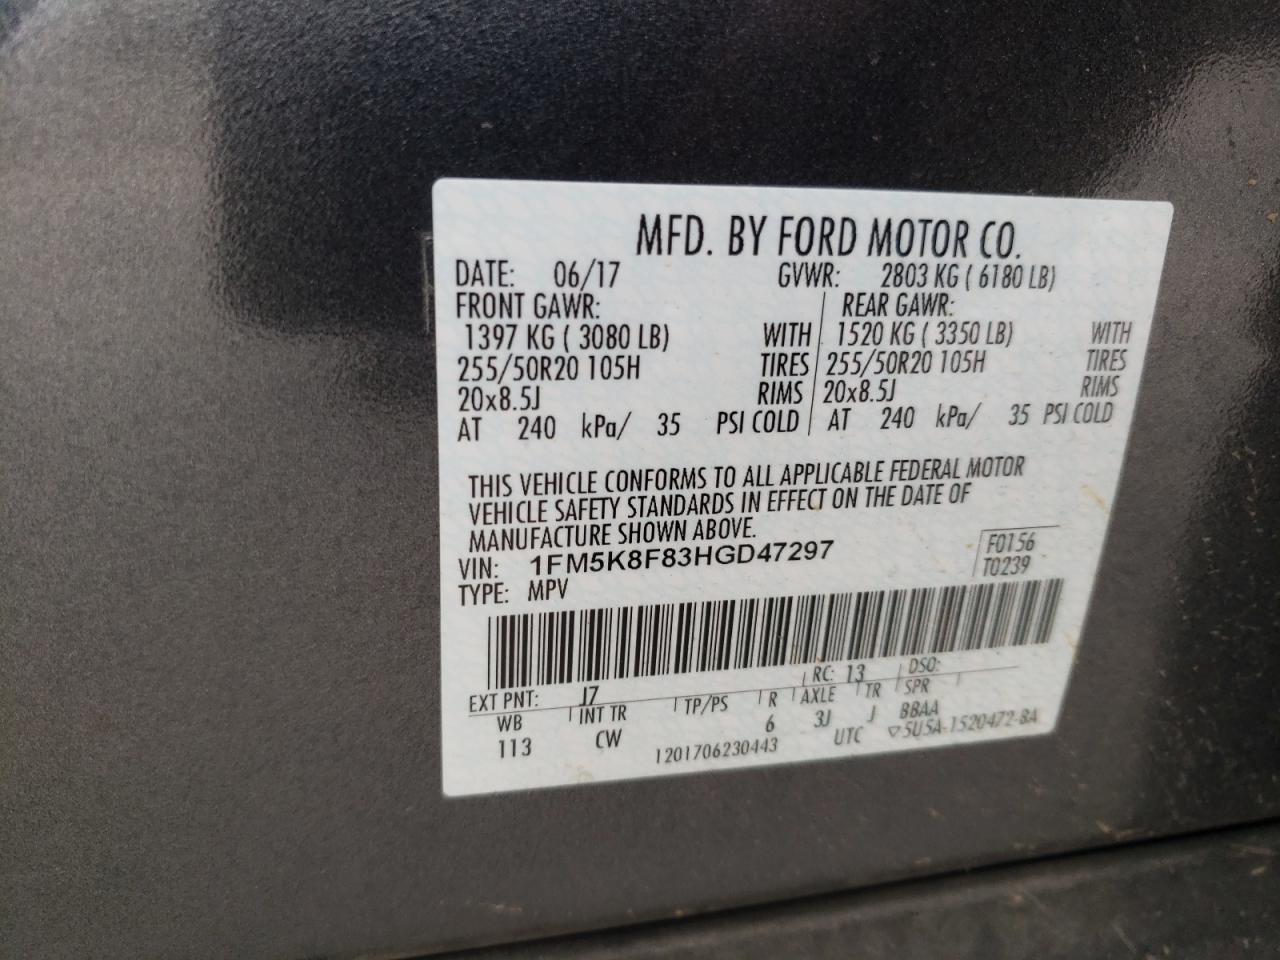 MFD. BY FORD MOTOR CO.
DATE: 06/17 GVWR: 2803 KG ( 6180 LB)
FRONT GAWR: REAR GAWR:
1397 KG ( 3080 LB) WITH 1520 KG ( 3350 LB) WITH
255/50R20 105H TIRES 255/50R20 105H TIRES
20x8.5J RIMS 20x8.5J RIMS
AT 240 kPa/ 35 PSI COLD AT 240 kPa/ 35 PSI COLD
THIS VEHICLE CONFORMS TO ALL APPLICABLE FEDERAL MOTOR
VEHICLE SAFETY STANDARDS IN EFFECT ON THE DATE OF
MANUFACTURE SHOWN ABOVE.
VIN: 1FM5K8F83HGD47297 F0156
TYPE: MPV T0239
EXT PNT: J7 RC: 13 DSO:
WB INT TR TP/PS R AXLE TR SPR
113 CW 6 3J J BBAA
1201706230443 UTC ▽5U5A-1520472-BA